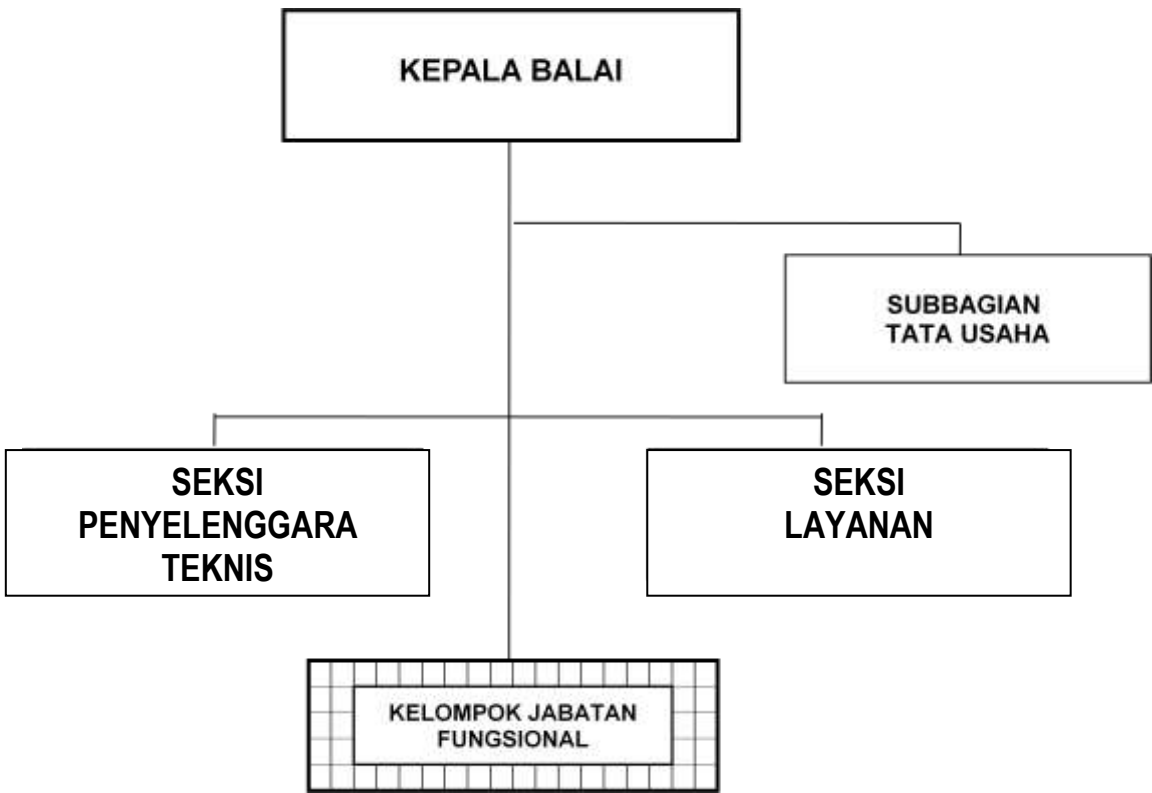 KEPALA BALAI
SUBBAGIAN
TATA USAHA
SEKSI
PENYELENGGARA
TEKNIS
SEKSI
LAYANAN
KELOMPOK JABATAN
FUNGSIONAL